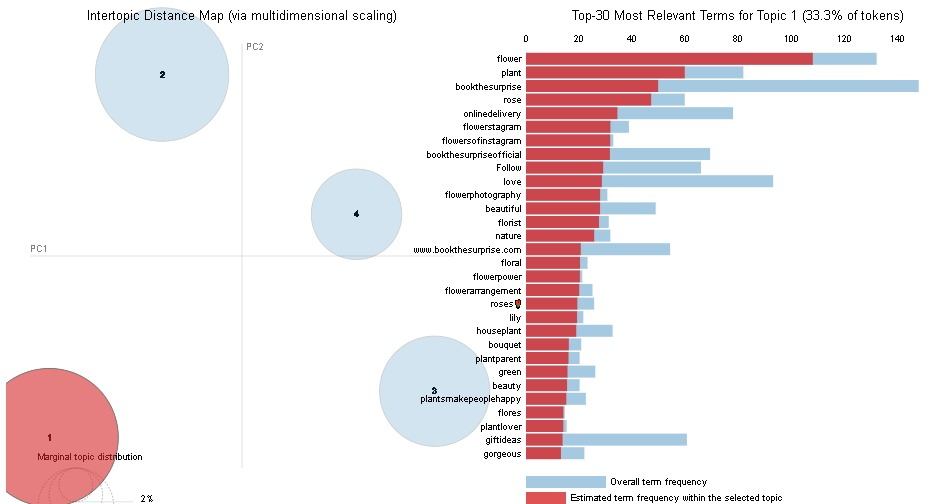 Intertopic Distance Map (via multidimensional scaling)
PC2
2
4
PC1
3
1
Marginal topic distribution
2%
Top-30 Most Relevant Terms for Topic 1 (33.3% of tokens)
0 20 40 60 80 100 120 140
flower
plant
bookthesurprise
rose
onlinedelivery
flowerstagram
flowersofinstagram
bookthesurpriseofficial
Follow
love
flowerphotography
beautiful
florist
nature
www.bookthesurprise.com
floral
flowerpower
flowerarrangement
roses🌹
lily
houseplant
bouquet
plantparent
green
beauty
plantsmakepeoplehappy
flores
plantlover
giftideas
gorgeous
Overall term frequency
Estimated term frequency within the selected topic